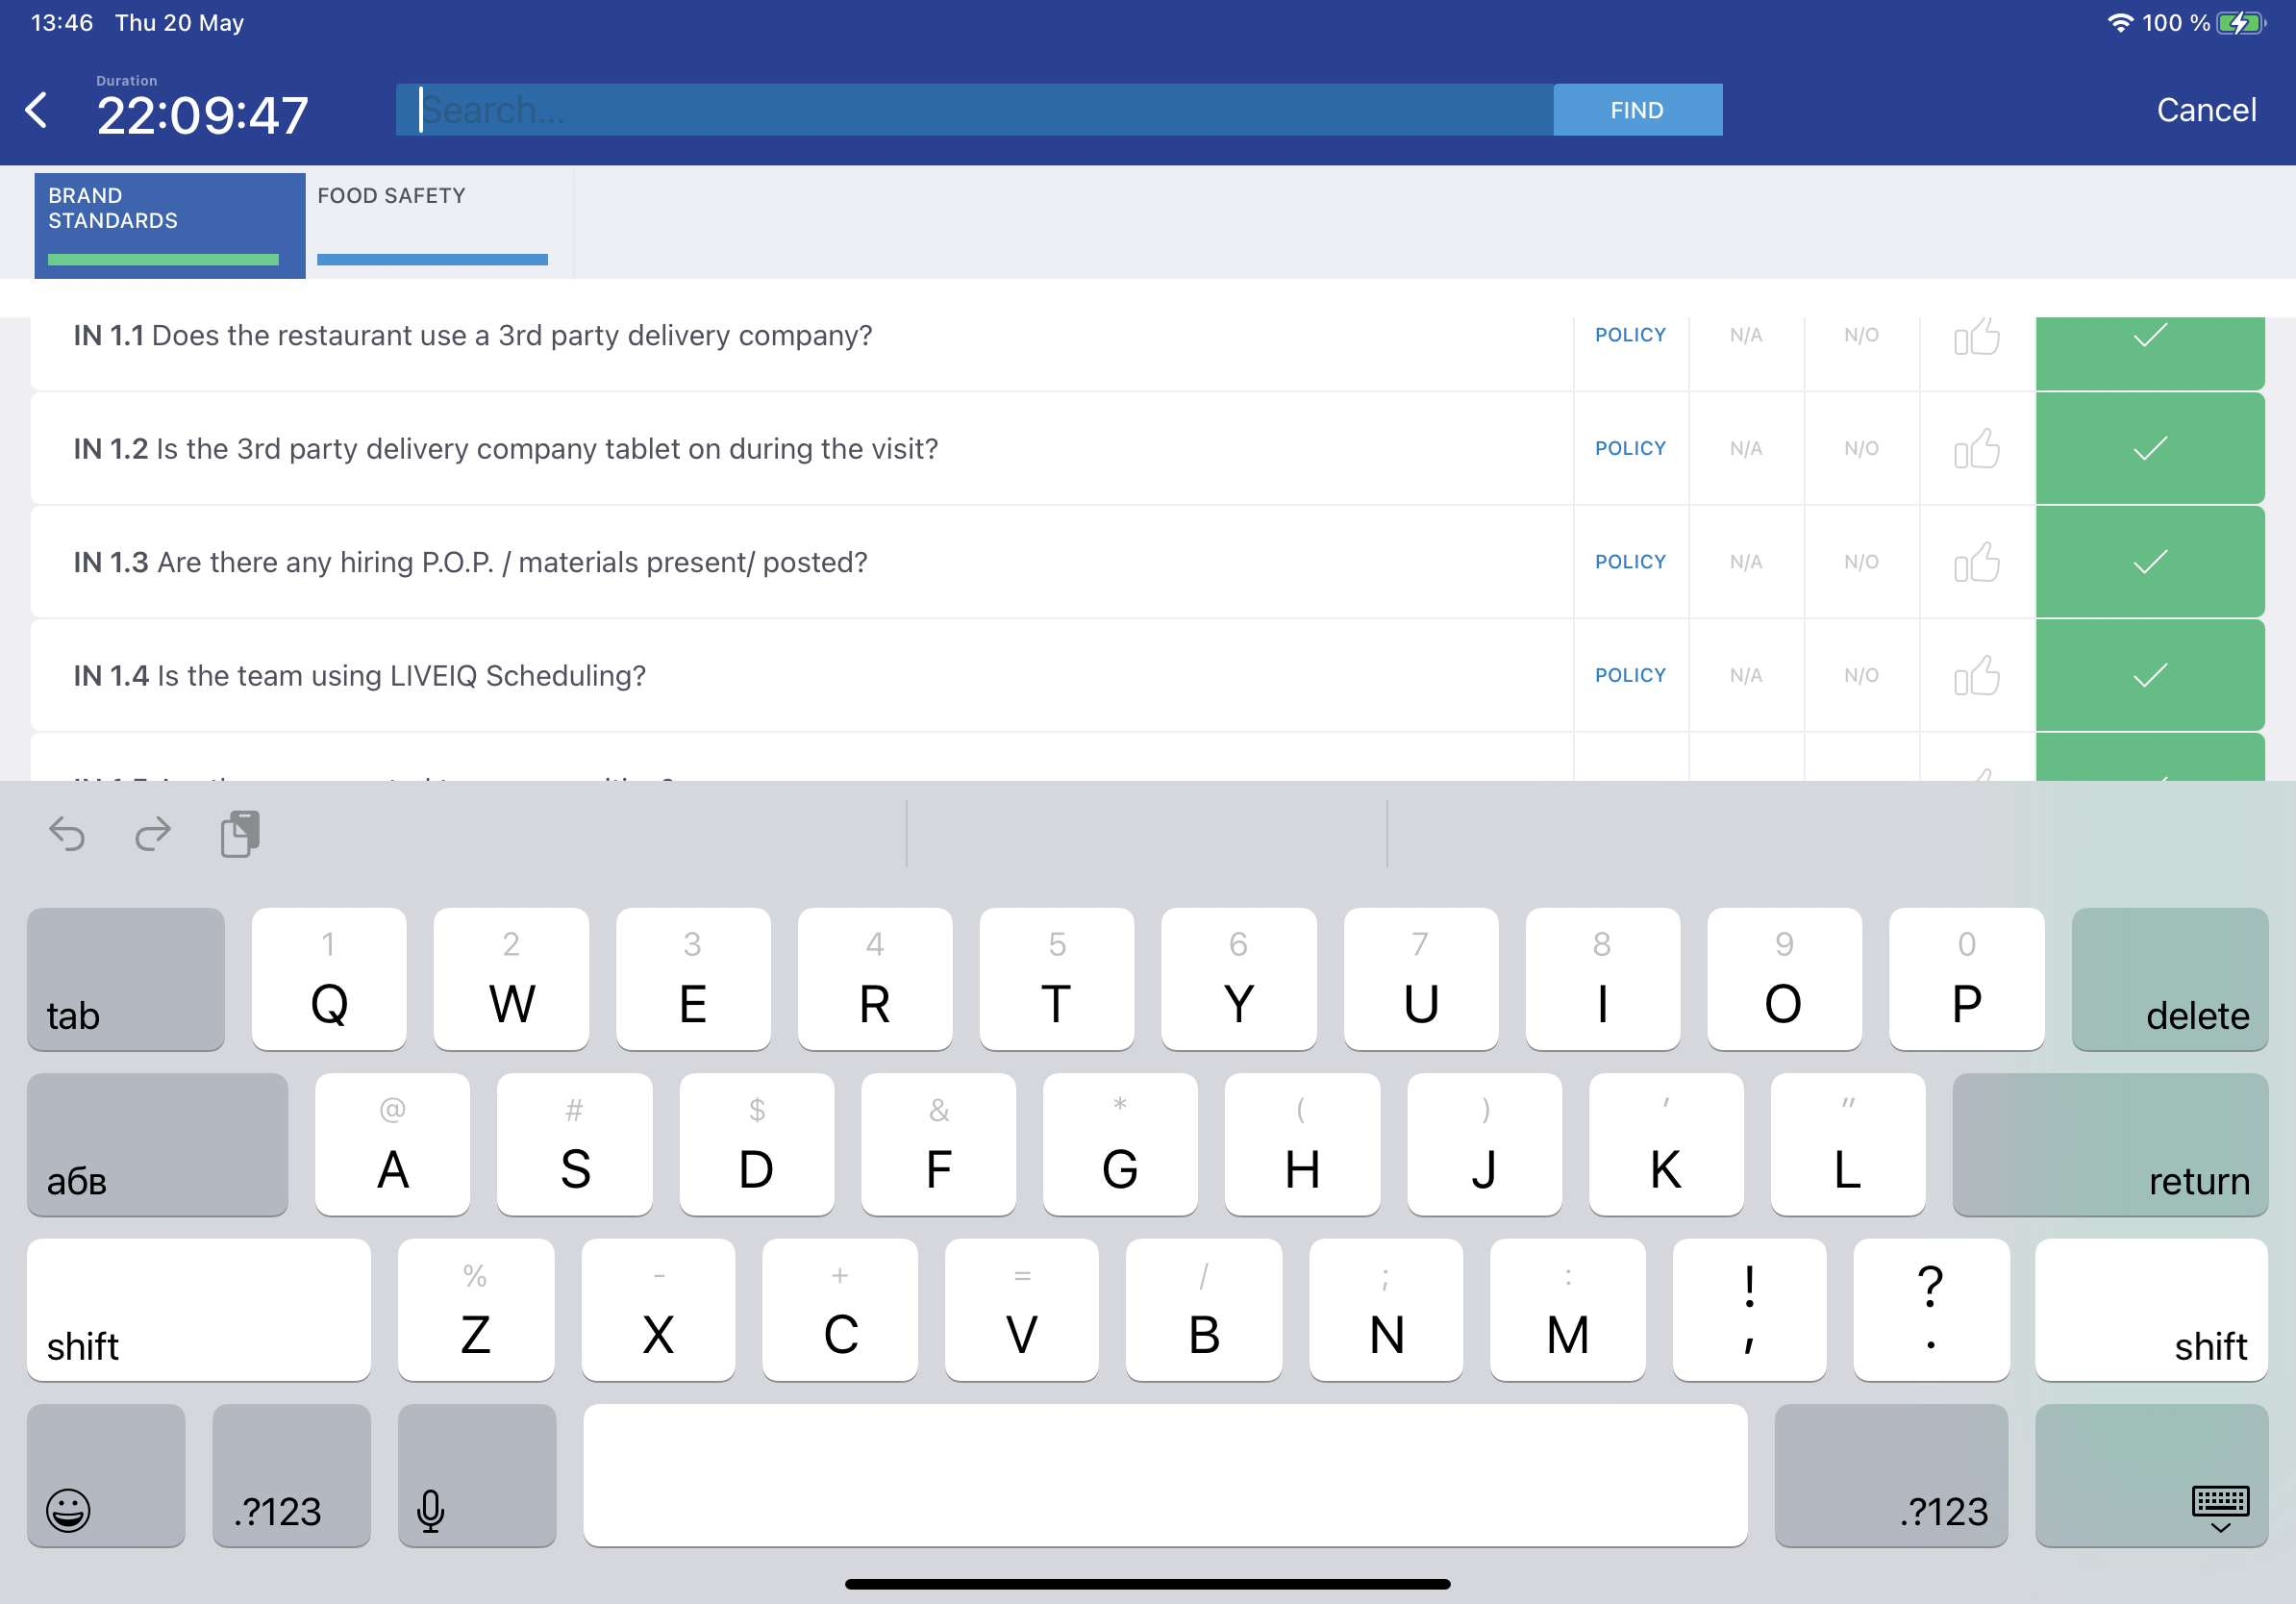 13:46 Thu 20 May
100 %
Duration
22:09:47
Search...
FIND
Cancel
BRAND
STANDARDS
FOOD SAFETY
IN 1.1 Does the restaurant use a 3rd party delivery company?
POLICY N/A N/O
IN 1.2 Is the 3rd party delivery company tablet on during the visit?
POLICY N/A N/O
IN 1.3 Are there any hiring P.O.P. / materials present/ posted?
POLICY N/A N/O
IN 1.4 Is the team using LIVEIQ Scheduling?
POLICY N/A N/O
1 2 3 4 5 6 7 8 9 0
tab Q W E R T Y U I O P delete
@ # $ & * ( ) ' "
абв A S D F G H J K L return
% - + = / ; : ! ?
shift Z X C V B N M , . shift
.?123 .?123